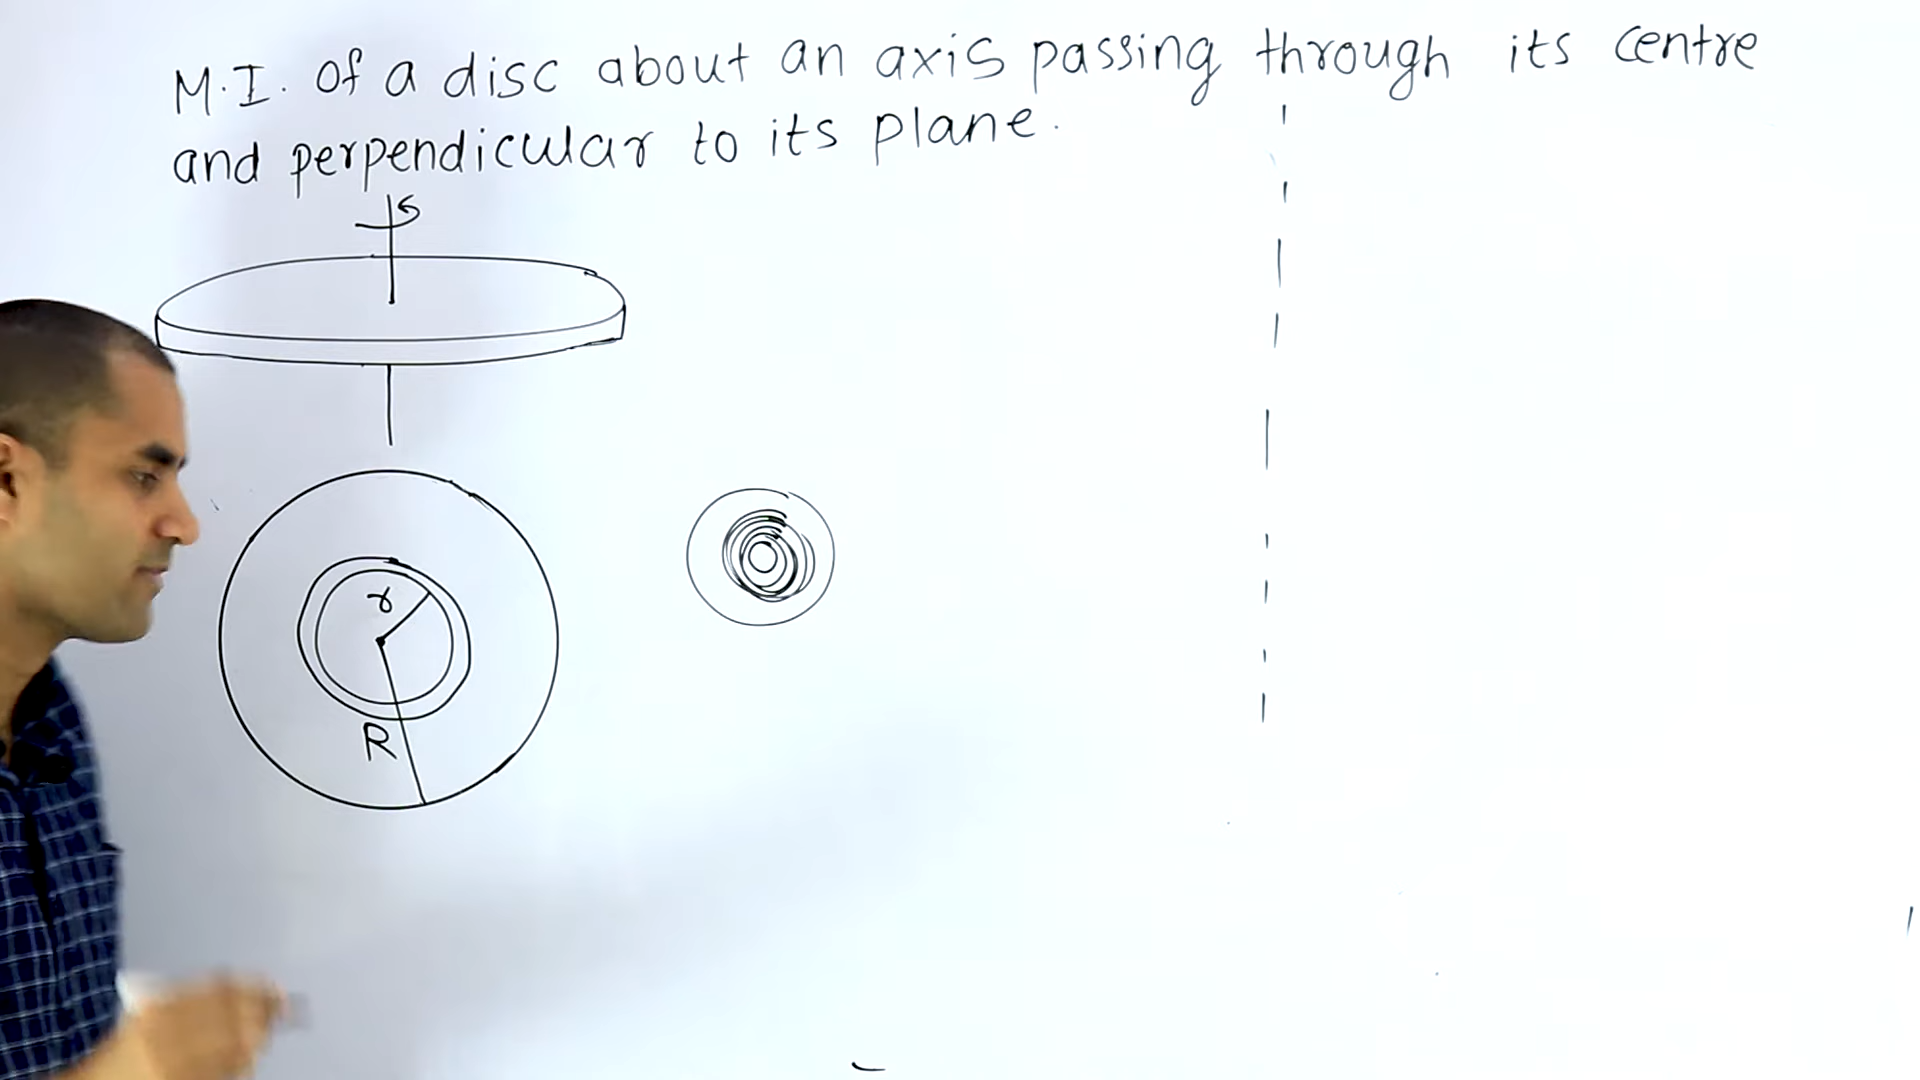 M.I. of a disc about an axis passing through its centre
and perpendicular to its plane.
r
R